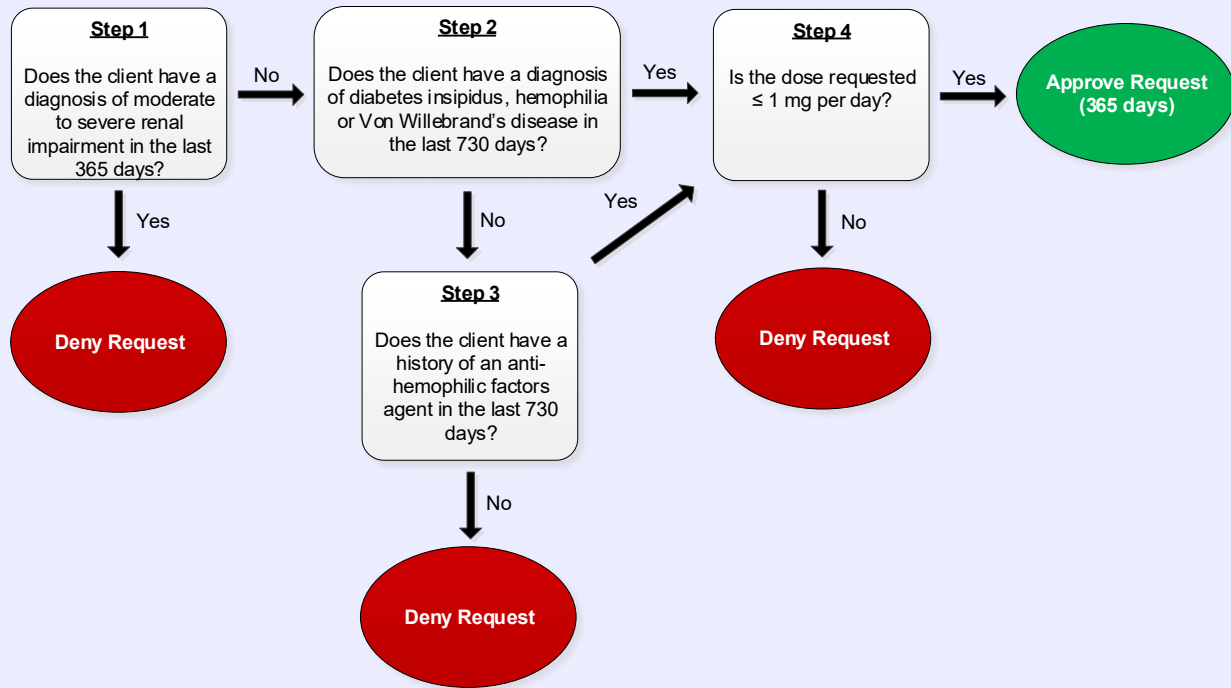 Step 1
Does the client have a
diagnosis of moderate
to severe renal
impairment in the last
365 days?
No
Step 2
Does the client have a diagnosis
of diabetes insipidus, hemophilia
or Von Willebrand’s disease in
the last 730 days?
Yes
Step 4
Is the dose requested
≤ 1 mg per day?
Yes
Approve Request
(365 days)
Yes
Deny Request
No
Step 3
Does the client have a
history of an anti-
hemophilic factors
agent in the last 730
days?
Yes
No
Deny Request
No
Deny Request